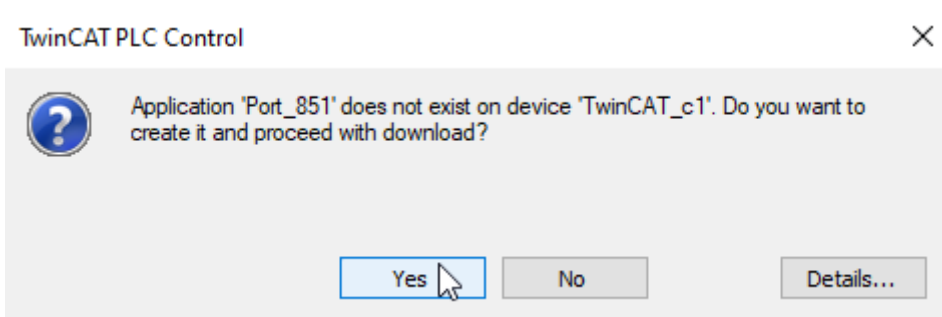 TwinCAT PLC Control
Application 'Port_851' does not exist on device 'TwinCAT_c1'. Do you want to
create it and proceed with download?
Yes
No
Details...